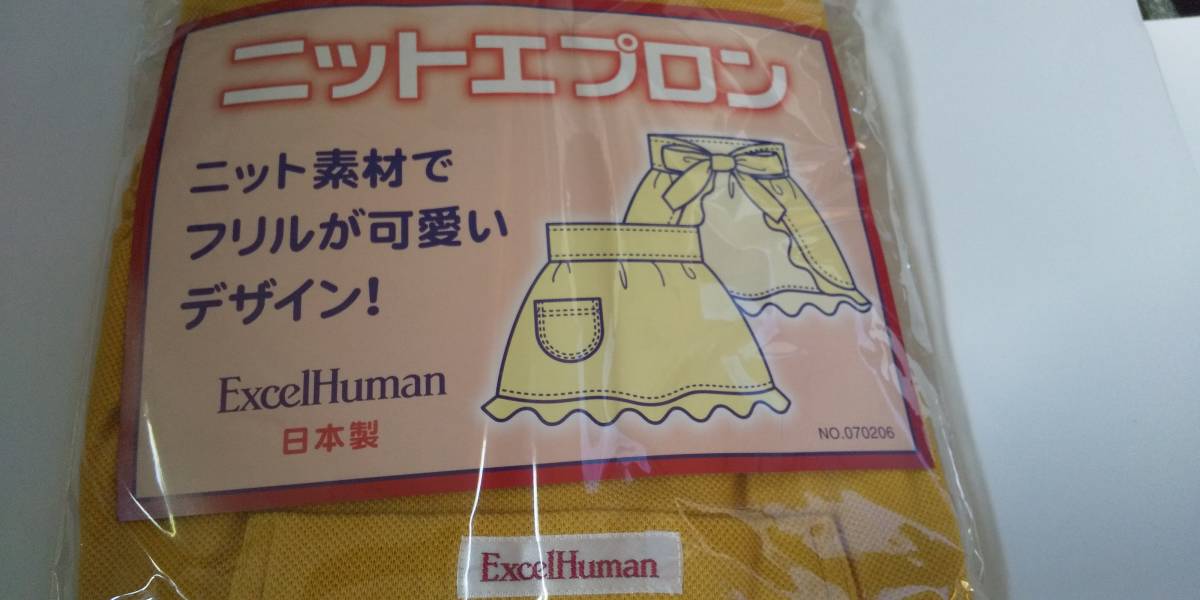 ニットエプロン
ニット素材で
フリルが可愛い
デザイン!
ExcelHuman
日本製
NO.070206
ExcelHuman